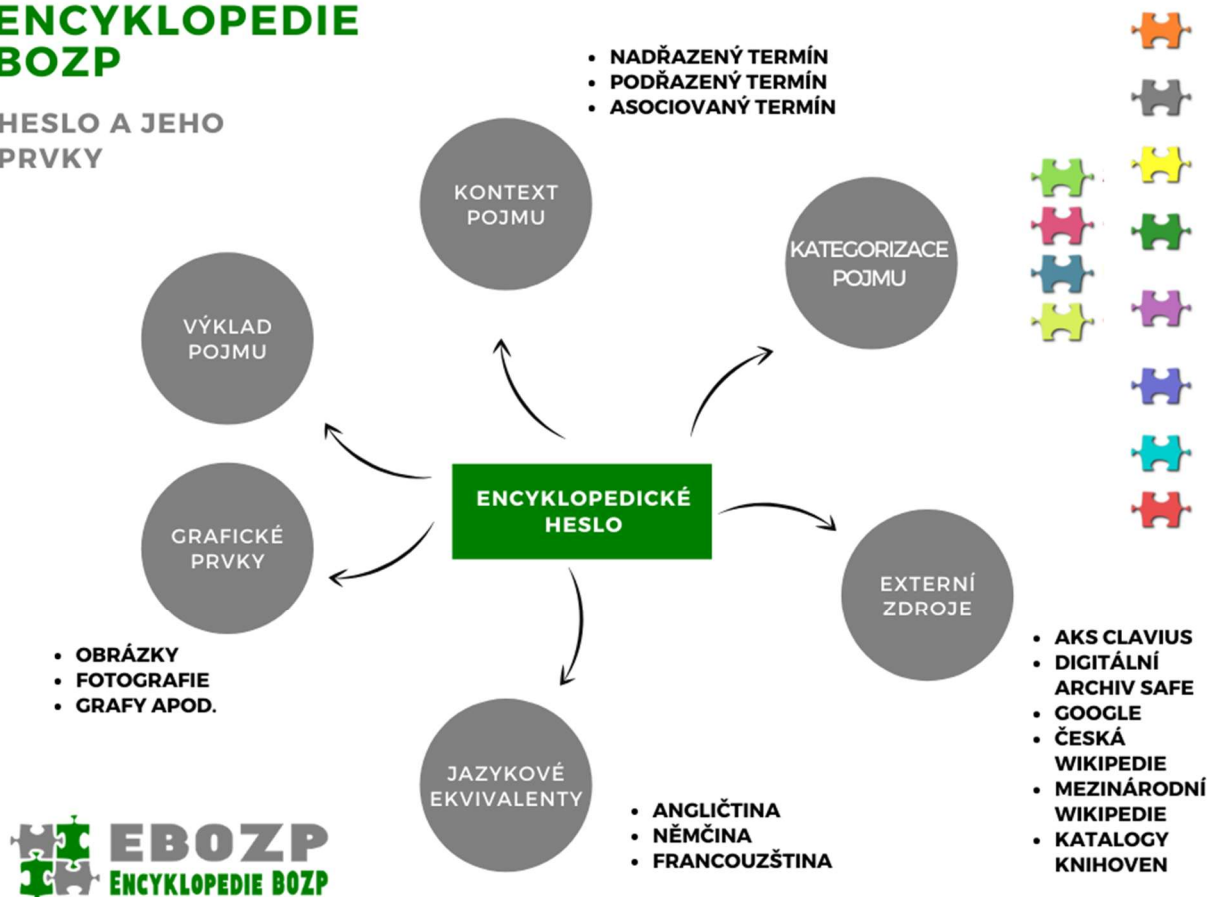 ENCYKLOPEDIE
BOZP
HESLO A JEHO
PRVKY
• NADŘAZENÝ TERMÍN
• PODŘAZENÝ TERMÍN
• ASOCIOVANÝ TERMÍN
KONTEXT
POJMU
KATEGORIZACE
POJMU
VÝKLAD
POJMU
ENCYKLOPEDICKÉ
HESLO
GRAFICKÉ
PRVKY
• OBRÁZKY
• FOTOGRAFIE
• GRAFY APOD.
EXTERNÍ
ZDROJE
• AKS CLAVIUS
• DIGITÁLNÍ
ARCHIV SAFE
• GOOGLE
• ČESKÁ
WIKIPEDIE
• MEZINÁRODNÍ
WIKIPEDIE
• KATALOGY
KNIHOVEN
JAZYKOVÉ
EKVIVALENTY
• ANGLIČTINA
• NĚMČINA
• FRANCOUZŠTINA
EBOZP
ENCYKLOPEDIE BOZP